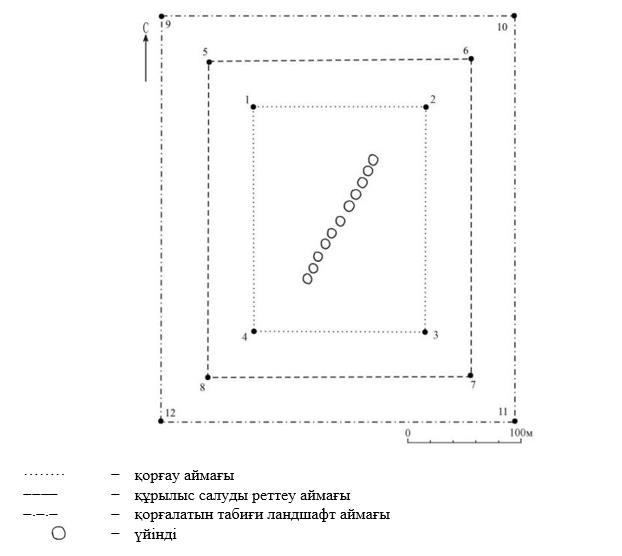 С
9
10
5
6
1
2
4
3
8
7
12
11
0 100м
........ – қорғау аймағы
−−−− – құрылыс салуды реттеу аймағы
−·−·− – қорғалатын табиғи ландшафт аймағы
– үйінді